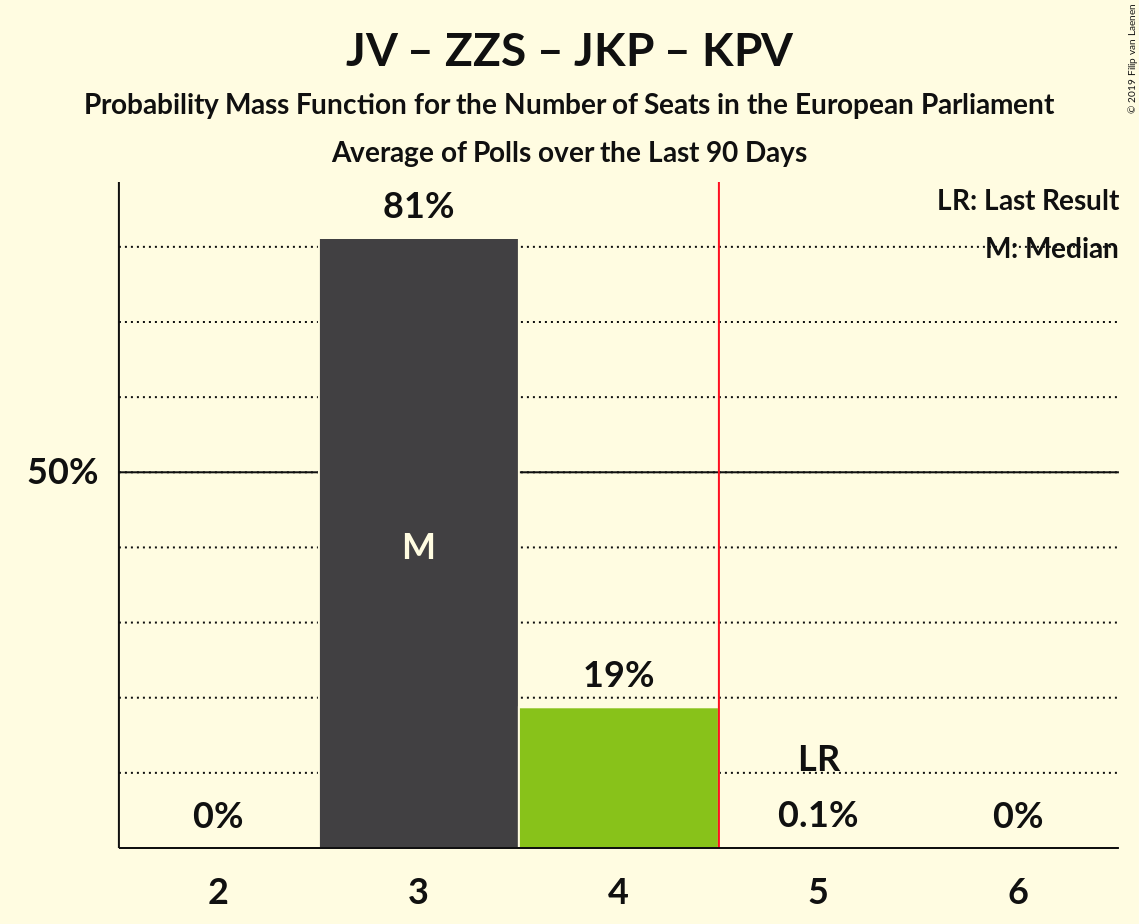 JV – ZZS – JKP – KPV
Probability Mass Function for the Number of Seats in the European Parliament
Average of Polls over the Last 90 Days
© 2019 Filip van Laenen
LR: Last Result
M: Median
81%
50%
M
19%
LR
0%
0.1%
0%
2
3
4
5
6